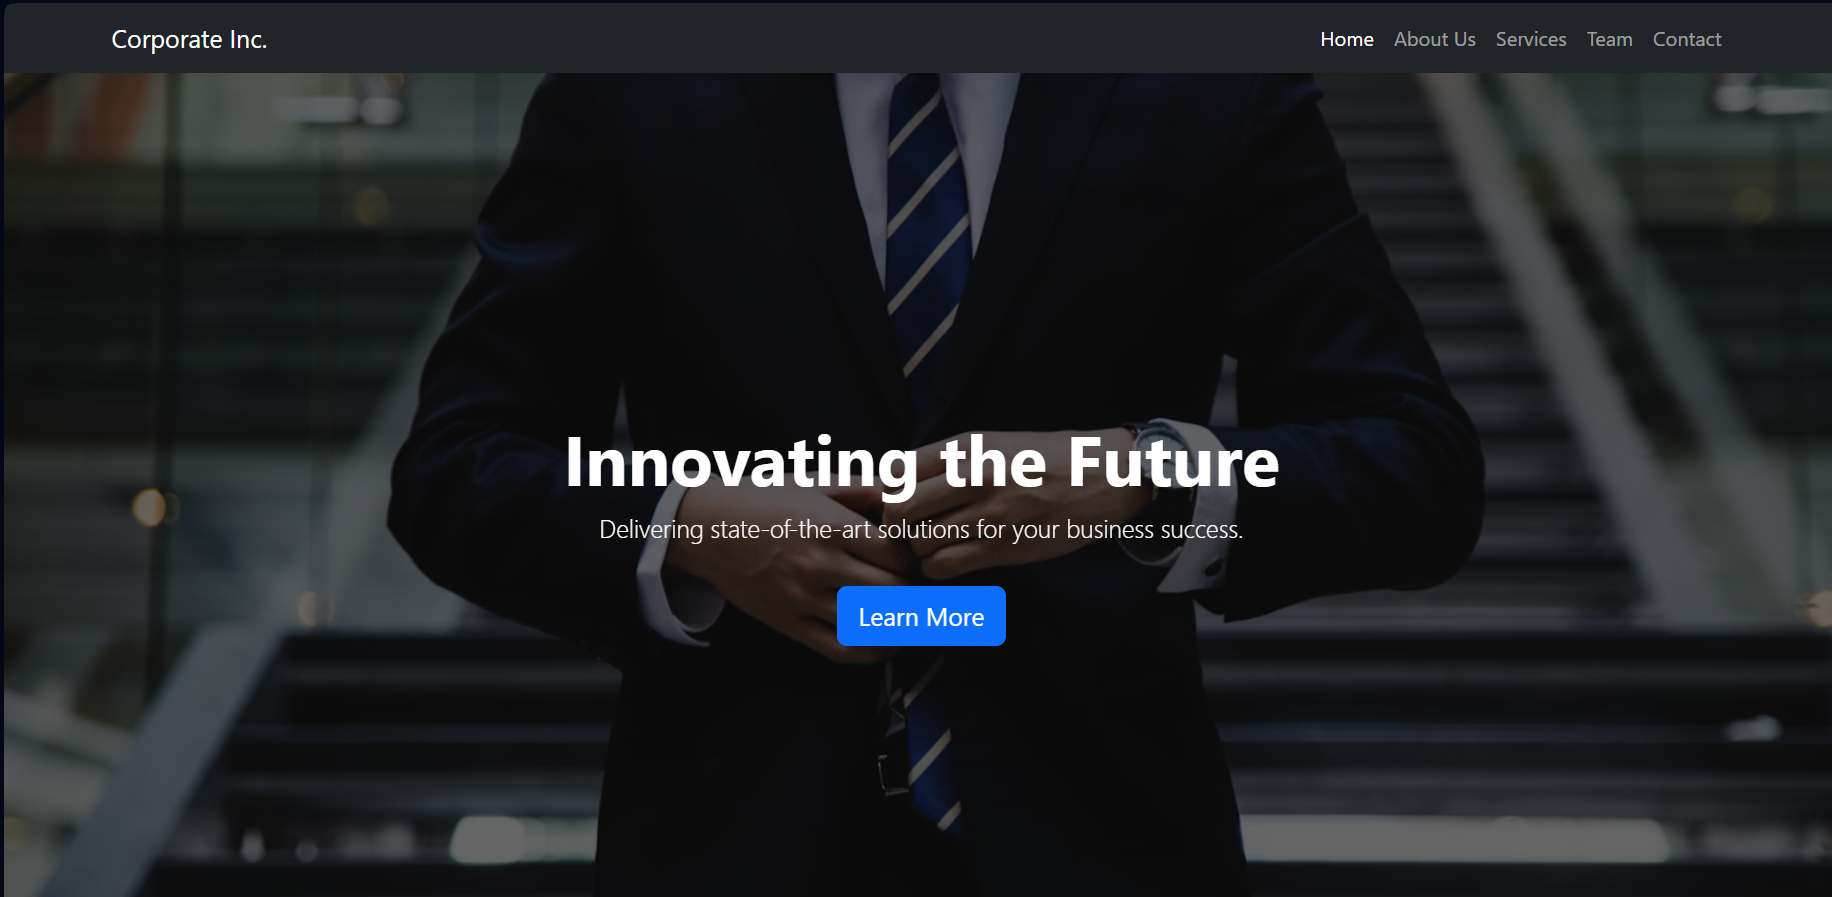 Corporate Inc.
Home About Us Services Team Contact
Innovating the Future
Delivering state-of-the-art solutions for your business success.
Learn More